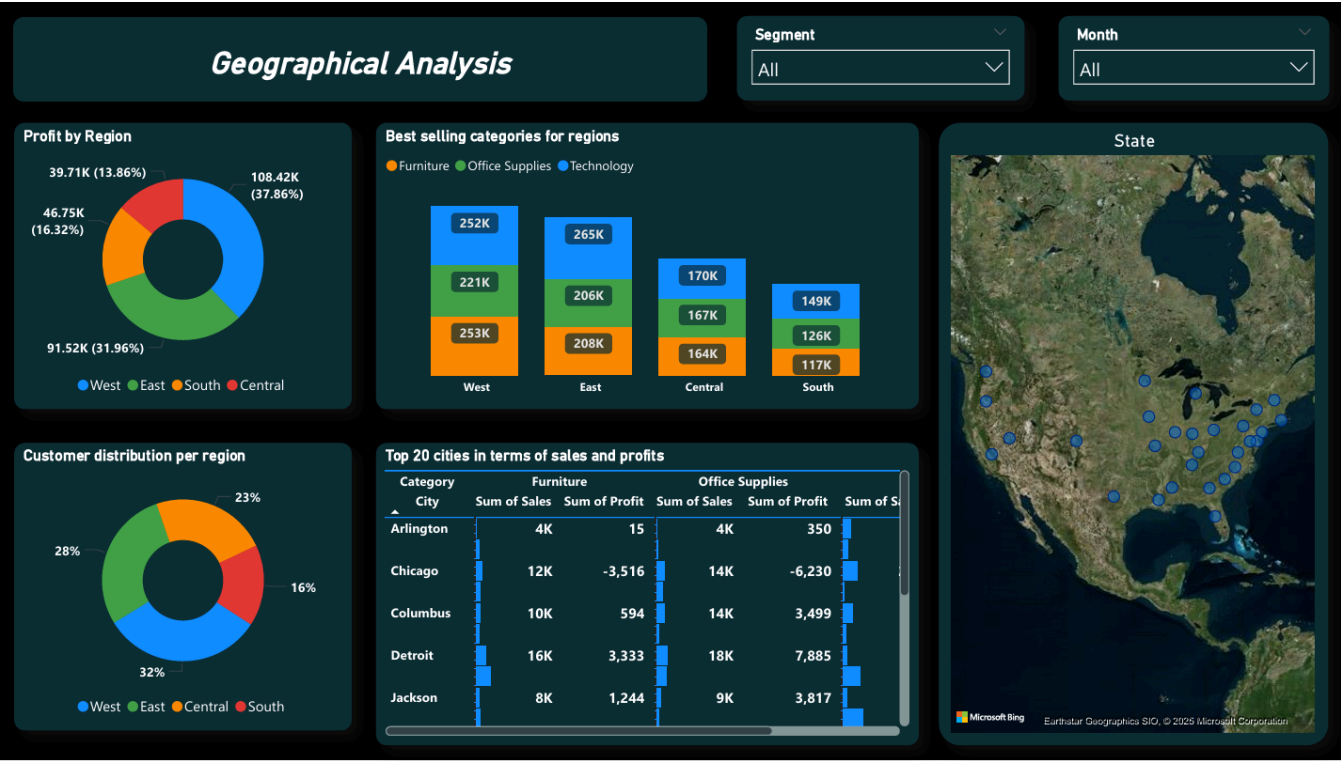 Geographical Analysis
Segment
All
Month
All
Profit by Region
39.71K (13.86%)
108.42K
(37.86%)
46.75K
(16.32%)
91.52K (31.96%)
West East South Central
Best selling categories for regions
Furniture Office Supplies Technology
252K
221K
253K
West
265K
206K
208K
East
170K
167K
164K
Central
149K
126K
117K
South
State
Microsoft Bing
Earthstar Geographics SIO, © 2025 Microsoft Corporation
Customer distribution per region
23%
28%
16%
32%
West East Central South
Top 20 cities in terms of sales and profits
Category Furniture Office Supplies
City Sum of Sales Sum of Profit Sum of Sales Sum of Profit Sum of
Arlington 4K 15 4K 350
Chicago 12K -3,516 14K -6,230
Columbus 10K 594 14K 3,499
Detroit 16K 3,333 18K 7,885
Jackson 8K 1,244 9K 3,817